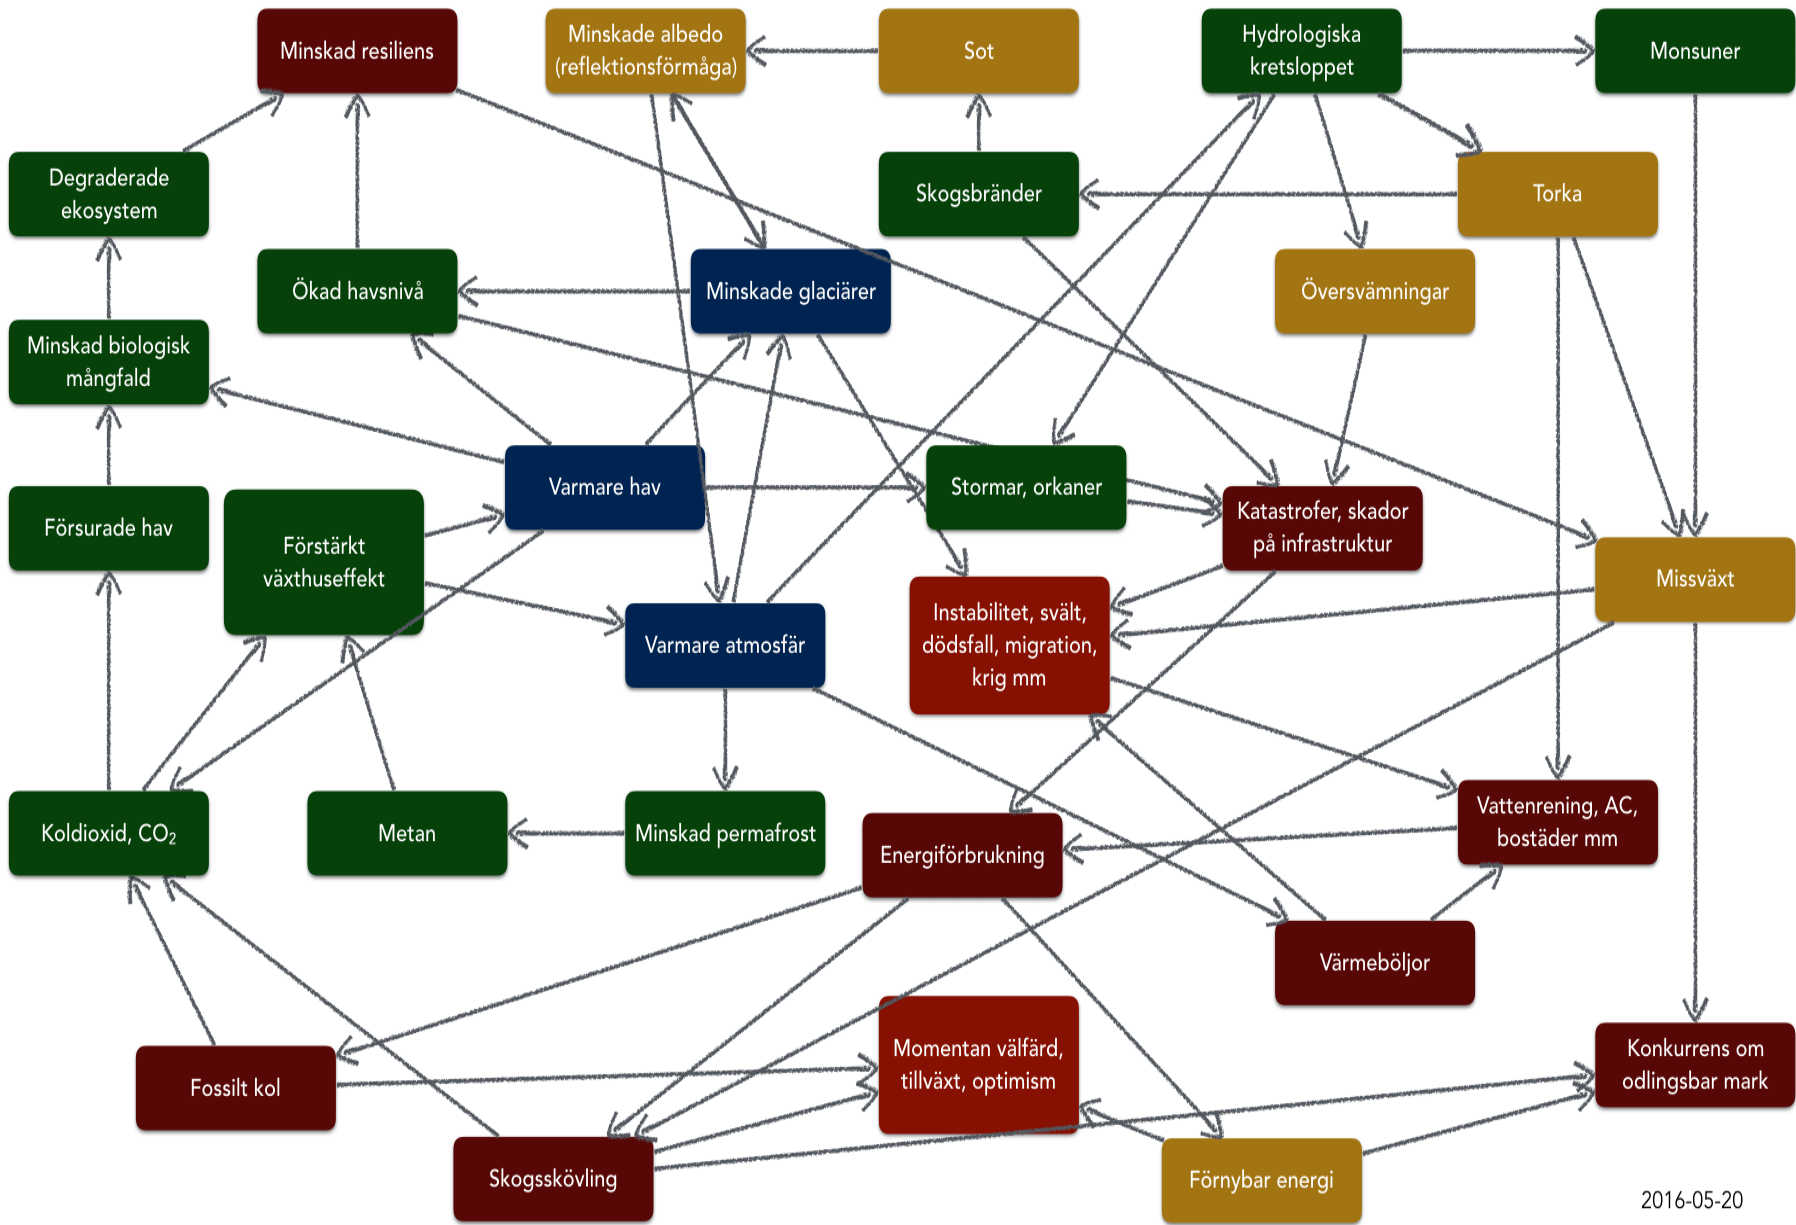 Minskad resiliens
Minskade albedo
(reflektionsförmåga)
Sot
Hydrologiska
kretsloppet
Monsuner
Degraderade
ekosystem
Skogsbränder
Torka
Ökad havsnivå
Minskade glaciärer
Översvämningar
Minskad biologisk
mångfald
Varmare hav
Stormar, orkaner
Katastrofer, skador
på infrastruktur
Försurade hav
Förstärkt
växthuseffekt
Missväxt
Varmare atmosfär
Instabilitet, svält,
dödsfall, migration,
krig mm
Koldioxid, CO₂
Metan
Minskad permafrost
Energiförbrukning
Vattenrening, AC,
bostäder mm
Värmeböljor
Fossilt kol
Momentan välfärd,
tillväxt, optimism
Konkurrens om
odlingsbar mark
Skogsskövling
Förnybar energi
2016-05-20